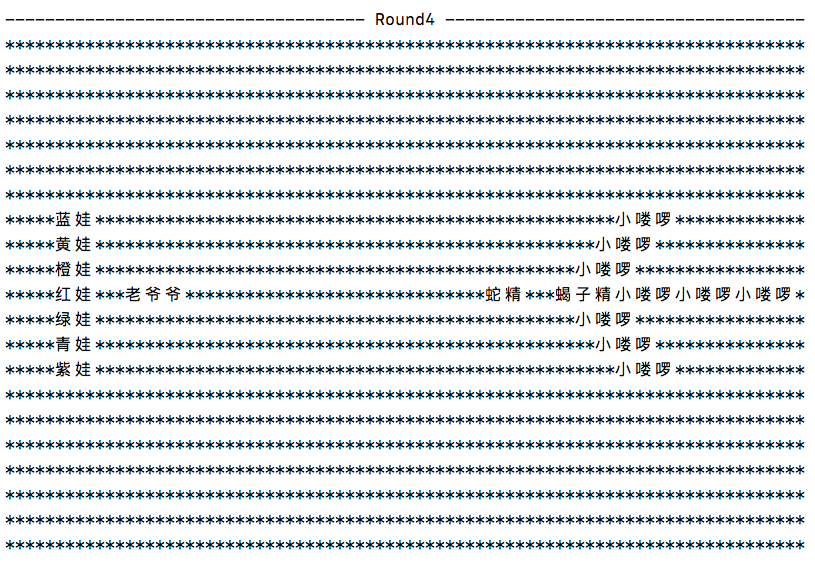 ------------------------------------ Round4 ------------------------------------
********************************************************************************
********************************************************************************
********************************************************************************
********************************************************************************
********************************************************************************
********************************************************************************
********************************************************************************
*****蓝娃****************************************************小喽啰*************
*****黄娃**************************************************小喽啰***************
*****橙娃************************************************小喽啰*****************
*****红娃***老爷爷******************************蛇精***蝎子精小喽啰小喽啰小喽啰*
*****绿娃************************************************小喽啰*****************
*****青娃**************************************************小喽啰***************
*****紫娃****************************************************小喽啰*************
********************************************************************************
********************************************************************************
********************************************************************************
********************************************************************************
********************************************************************************
********************************************************************************
********************************************************************************